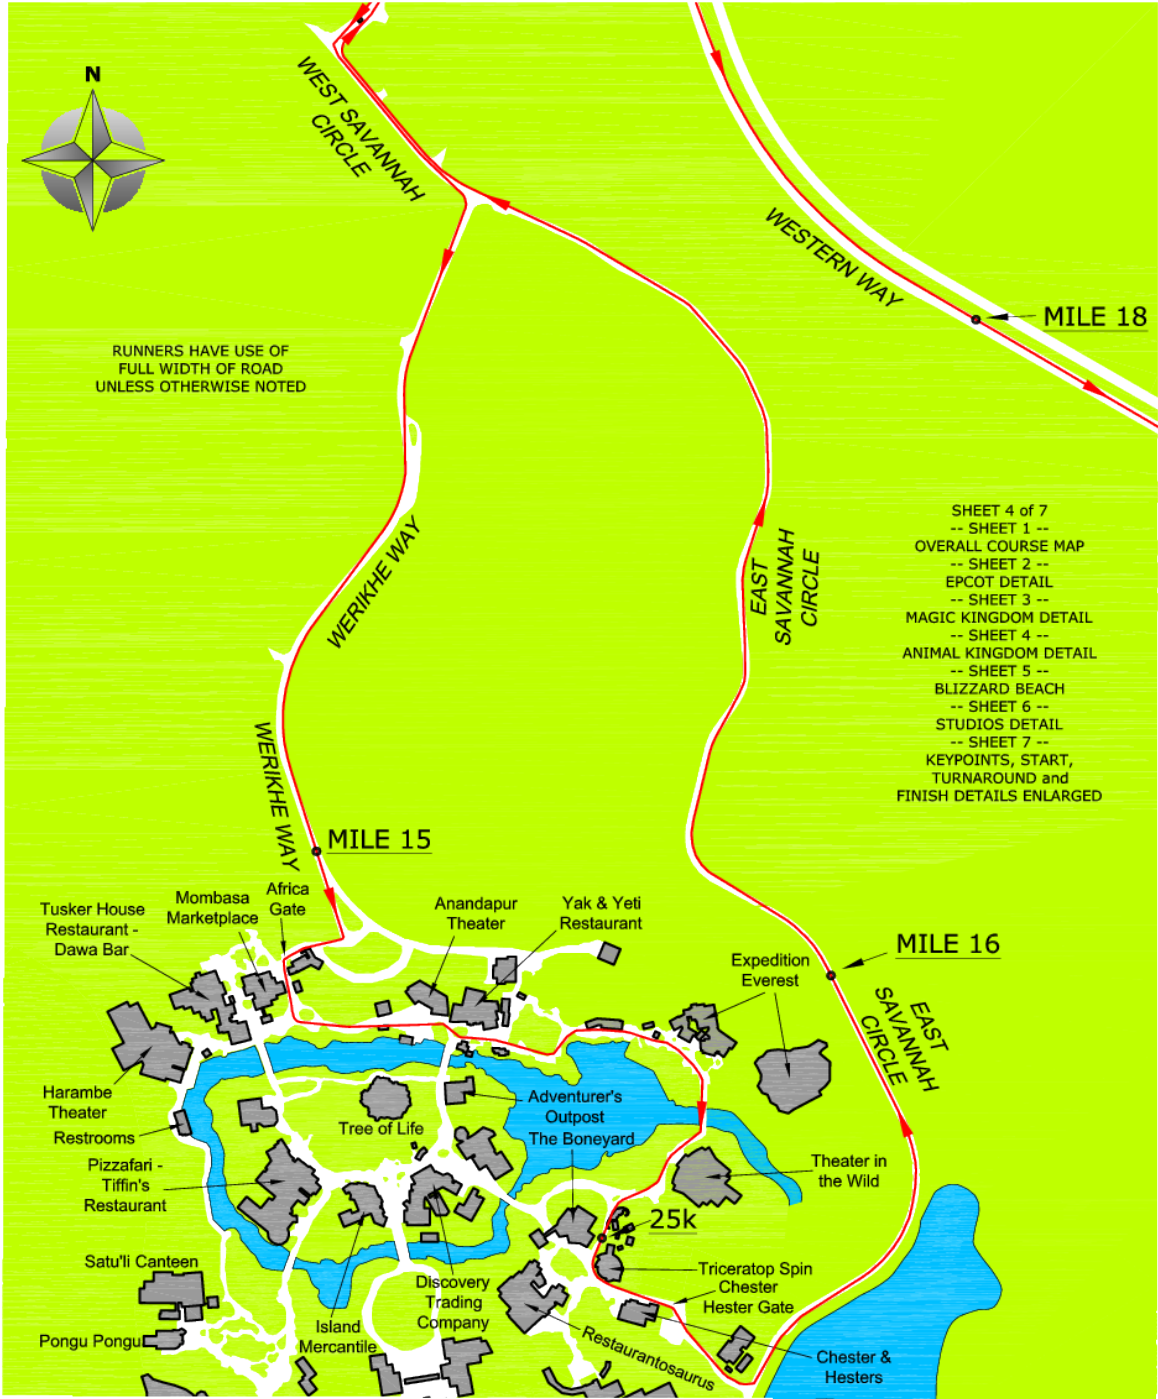 N
WEST SAVANNAH
CIRCLE
WESTERN WAY
MILE 18
RUNNERS HAVE USE OF
FULL WIDTH OF ROAD
UNLESS OTHERWISE NOTED
WERIKHE WAY
EAST
SAVANNAH
CIRCLE
SHEET 4 of 7
-- SHEET 1 --
OVERALL COURSE MAP
-- SHEET 2 --
EPCOT DETAIL
-- SHEET 3 --
MAGIC KINGDOM DETAIL
-- SHEET 4 --
ANIMAL KINGDOM DETAIL
-- SHEET 5 --
BLIZZARD BEACH
-- SHEET 6 --
STUDIOS DETAIL
-- SHEET 7 --
KEYPOINTS, START,
TURNAROUND and
FINISH DETAILS ENLARGED
WERIKHE WAY
MILE 15
Tusker House
Restaurant -
Dawa Bar
Mombasa
Marketplace
Africa
Gate
Anandapur
Theater
Yak & Yeti
Restaurant
Expedition
Everest
MILE 16
EAST
SAVANNAH
CIRCLE
Harambe
Theater
Restrooms
Tree of Life
Adventurer's
Outpost
The Boneyard
Pizzafari -
Tiffin's
Restaurant
Theater in
the Wild
25k
Satu'li Canteen
Pongu Pongu
Island
Mercantile
Discovery
Trading
Company
Triceratop Spin
Chester
Hester Gate
Restaurantosaurus
Chester &
Hesters